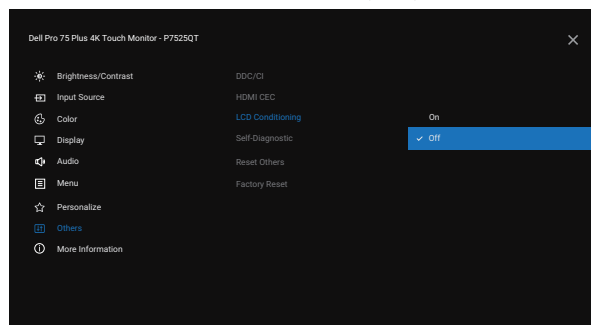 Dell Pro 75 Plus 4K Touch Monitor - P7525QT
Brightness/Contrast
Input Source
Color
Display
Audio
Menu
Personalize
Others
More Information
DDC/CI
HDMI CEC
LCD Conditioning
Self-Diagnostic
Reset Others
Factory Reset
On
Off